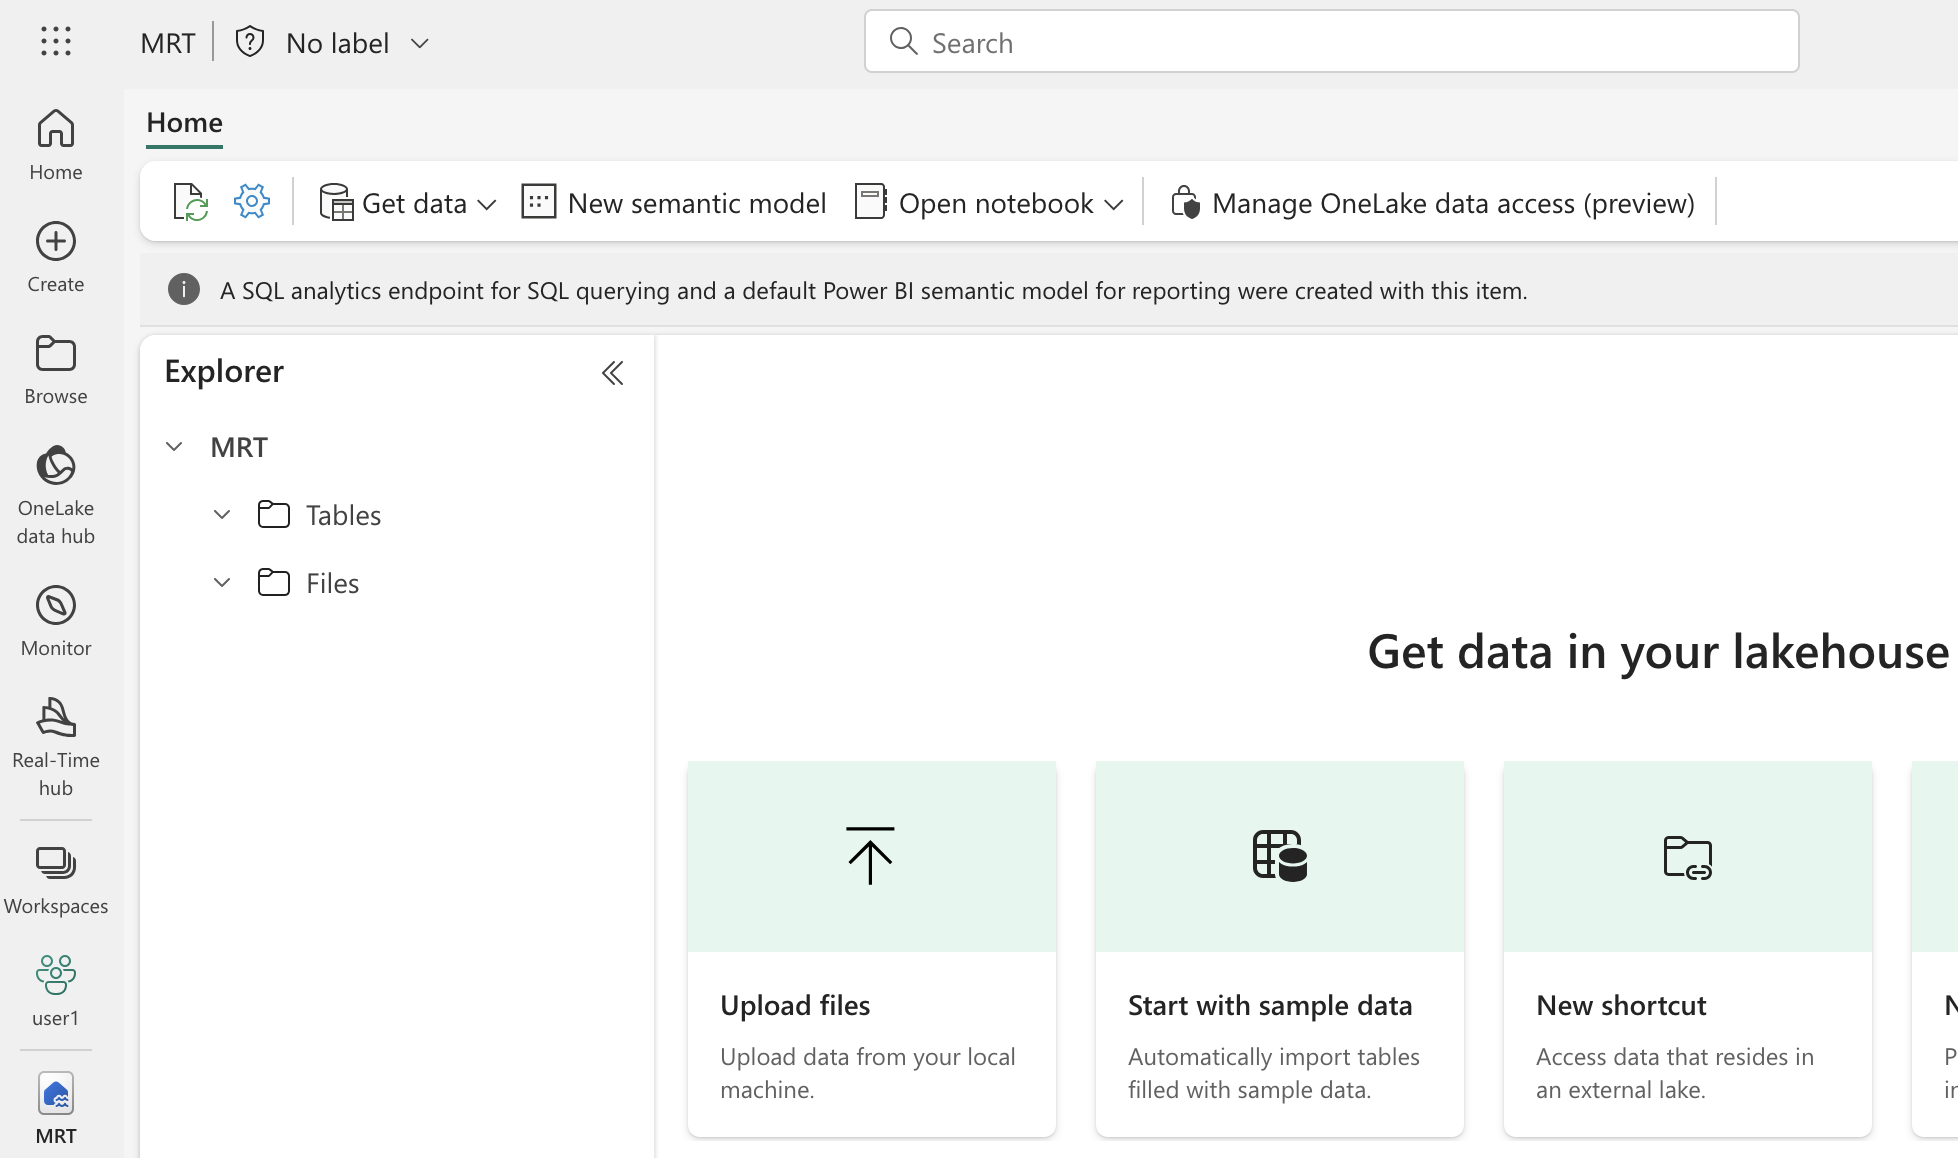 MRT
No label
Search
Home
Create
Browse
OneLake
data hub
Monitor
Real-Time
hub
Workspaces
user1
MRT
Home
Get data
New semantic model
Open notebook
Manage OneLake data access (preview)
A SQL analytics endpoint for SQL querying and a default Power BI semantic model for reporting were created with this item.
Explorer
MRT
Tables
Files
Get data in your lakehouse
Upload files
Upload data from your local
machine.
Start with sample data
Automatically import tables
filled with sample data.
New shortcut
Access data that resides in
an external lake.